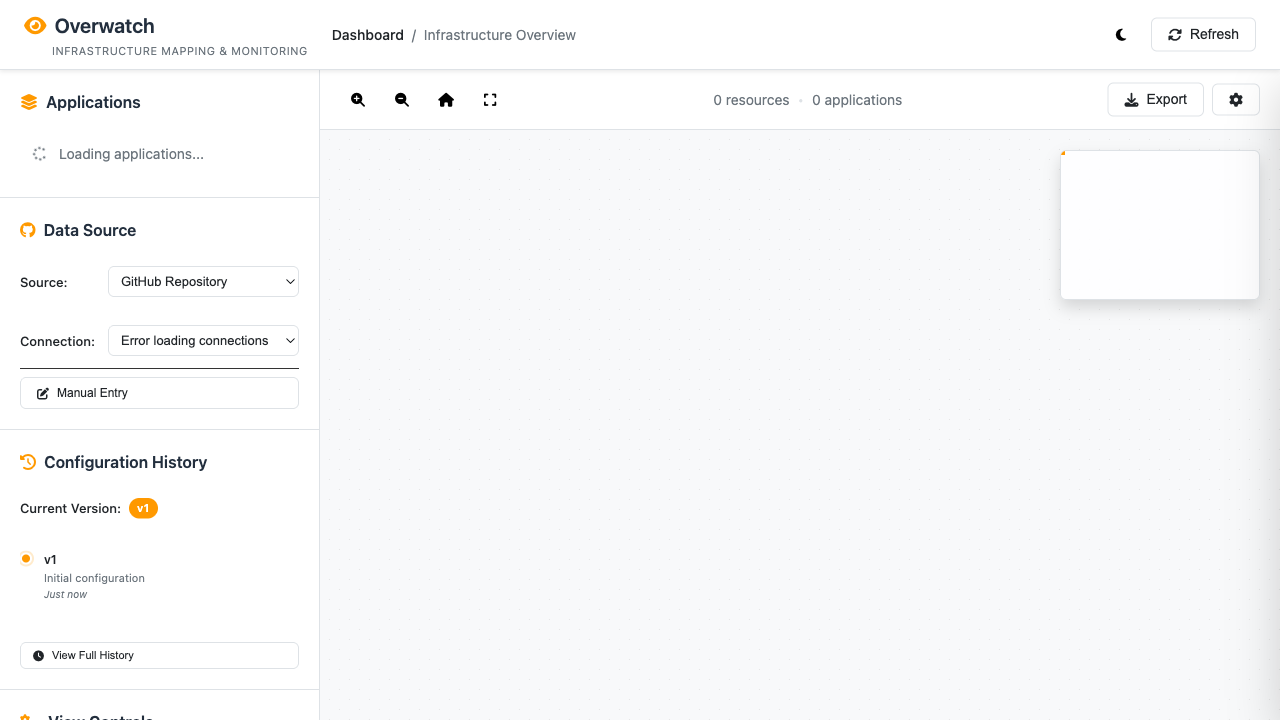 Overwatch
INFRASTRUCTURE MAPPING & MONITORING
Dashboard / Infrastructure Overview
Refresh
Applications
Loading applications...
0 resources • 0 applications
Export
Data Source
Source: GitHub Repository
Connection: Error loading connections
Manual Entry
Configuration History
Current Version: v1
v1
Initial configuration
Just now
View Full History
View Controls